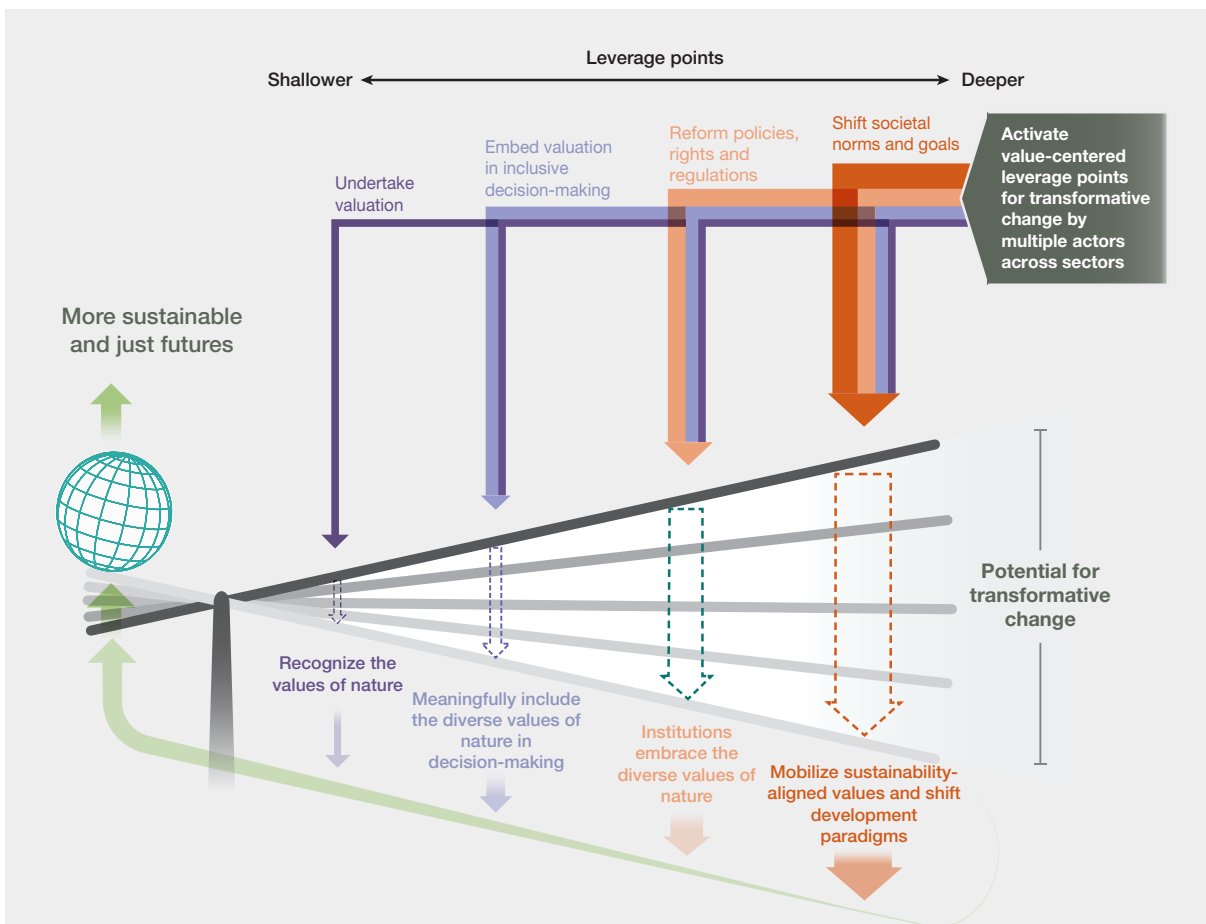 Leverage points
Shallower
Deeper
Undertake
valuation
Embed valuation
in inclusive
decision-making
Reform policies,
rights and
regulations
Shift societal
norms and goals
Activate
value-centered
leverage points
for transformative
change by
multiple actors
across sectors
More sustainable
and just futures
Potential for
transformative
change
Recognize the
values of nature
Meaningfully include
the diverse values of
nature in
decision-making
Institutions
embrace the
diverse values of
nature
Mobilize sustainability-
aligned values and shift
development
paradigms